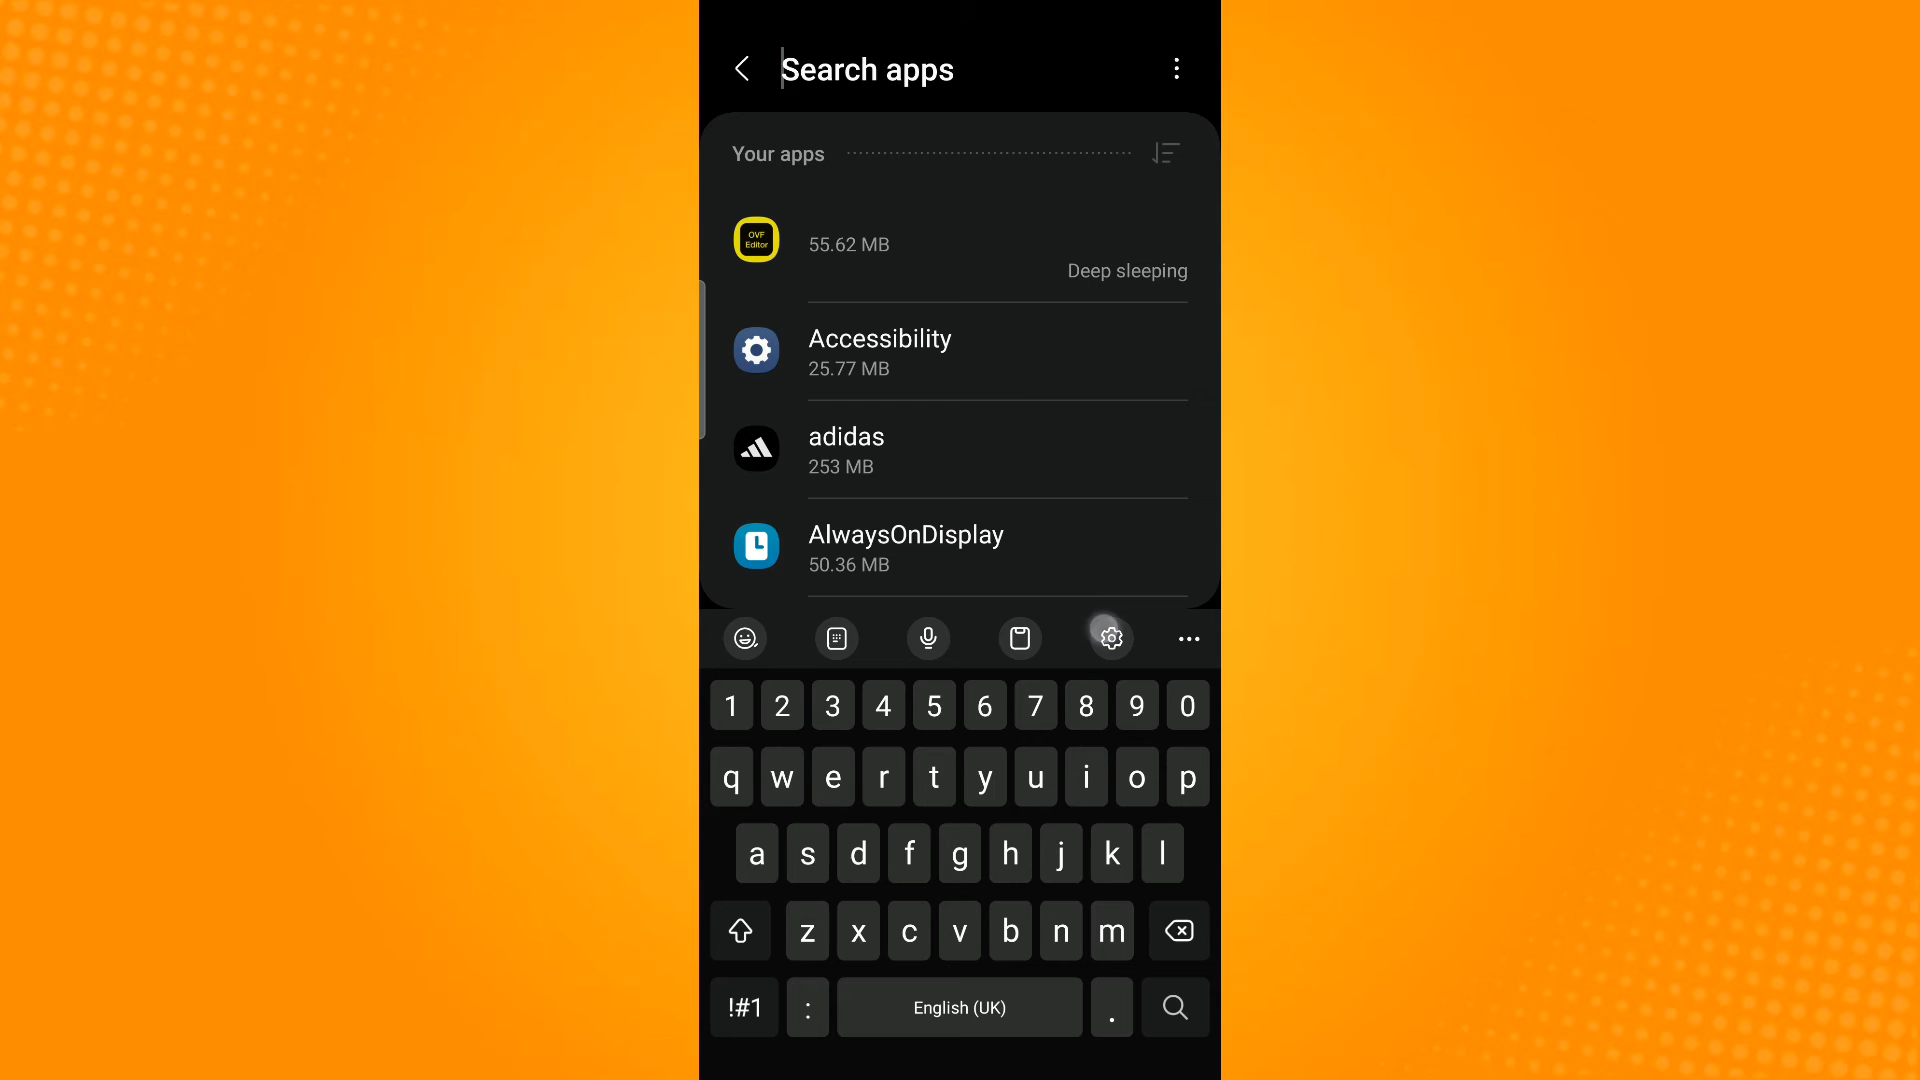 Search apps
Your apps
OVF
Editor
55.62 MB
Deep sleeping
Accessibility
25.77 MB
adidas
253 MB
AlwaysOnDisplay
50.36 MB
1 2 3 4 5 6 7 8 9 0
q w e r t y u i o p
a s d f g h j k l
z x c v b n m
!#1 : English (UK) .